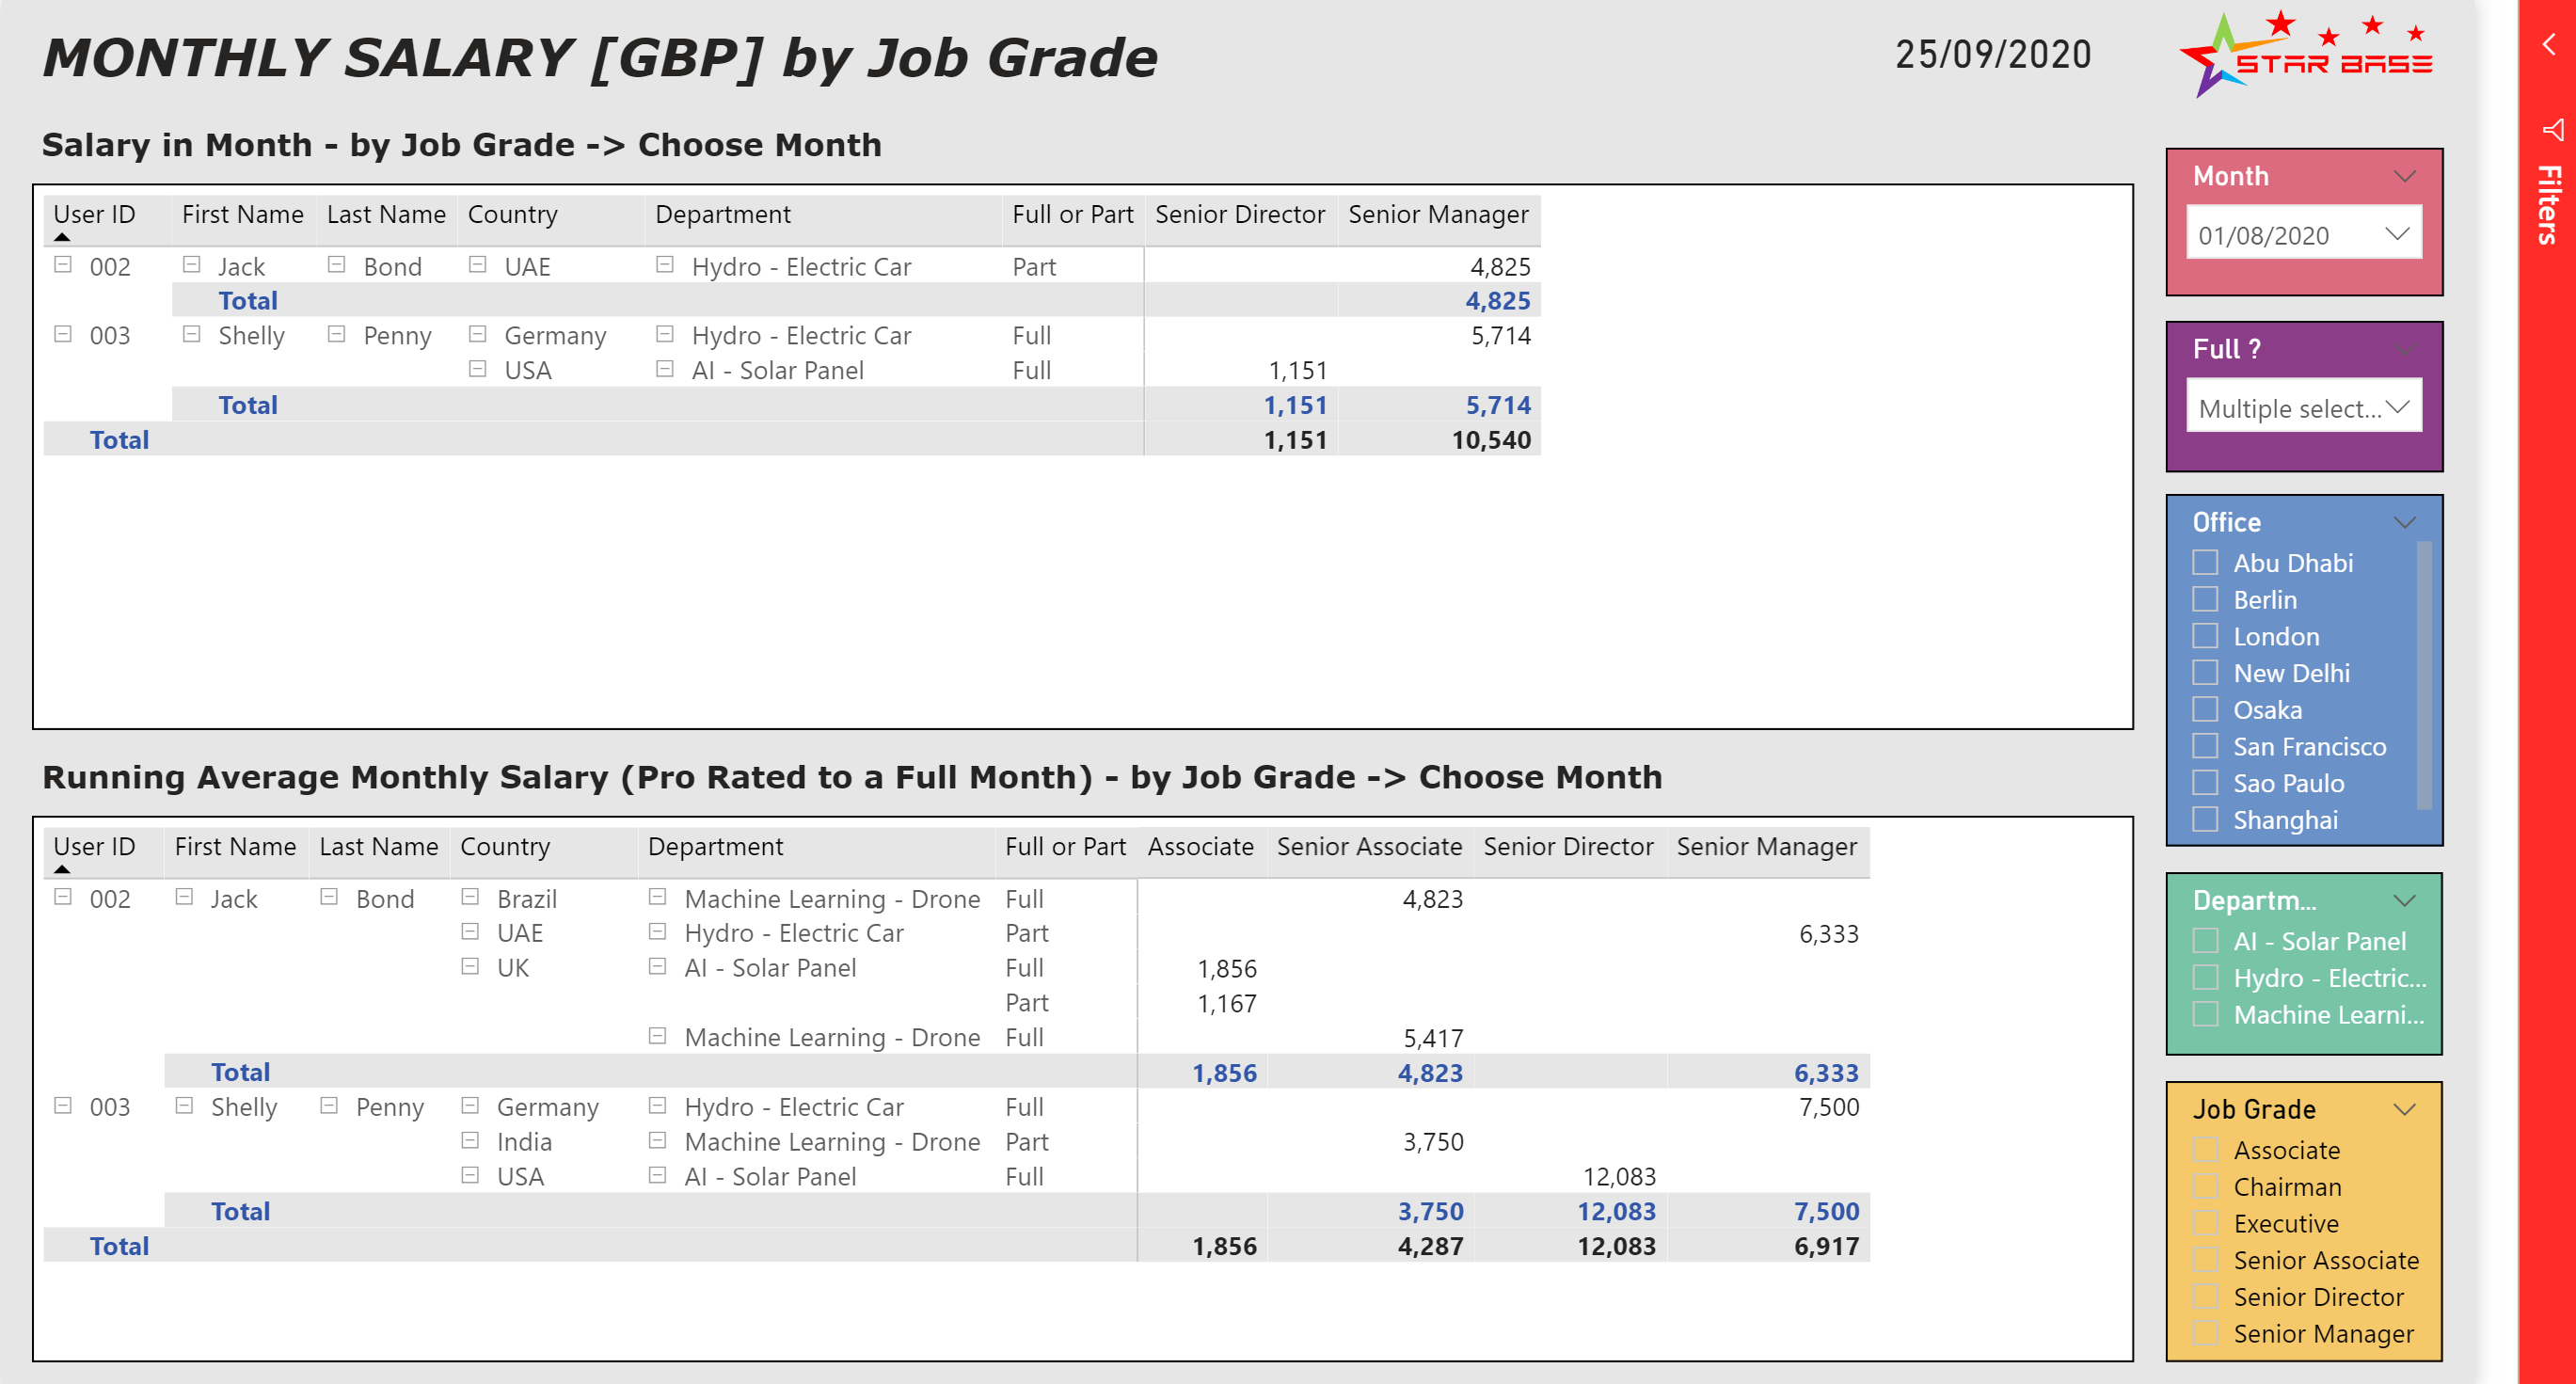 MONTHLY SALARY [GBP] by Job Grade
25/09/2020
STAR BASE
Salary in Month - by Job Grade -> Choose Month
User ID First Name Last Name Country Department Full or Part Senior Director Senior Manager
002 Jack Bond UAE Hydro - Electric Car Part 4,825
Total 4,825
003 Shelly Penny Germany Hydro - Electric Car Full 5,714
USA AI - Solar Panel Full 1,151
Total 1,151 5,714
Total 1,151 10,540
Running Average Monthly Salary (Pro Rated to a Full Month) - by Job Grade -> Choose Month
User ID First Name Last Name Country Department Full or Part Associate Senior Associate Senior Director Senior Manager
002 Jack Bond Brazil Machine Learning - Drone Full 4,823
UAE Hydro - Electric Car Part 6,333
UK AI - Solar Panel Full 1,856
Part 1,167
Machine Learning - Drone Full 5,417
Total 1,856 4,823 6,333
003 Shelly Penny Germany Hydro - Electric Car Full 7,500
India Machine Learning - Drone Part 3,750
USA AI - Solar Panel Full 12,083
Total 3,750 12,083 7,500
Total 1,856 4,287 12,083 6,917
Month
01/08/2020
Full ?
Multiple select...
Office
Abu Dhabi
Berlin
London
New Delhi
Osaka
San Francisco
Sao Paulo
Shanghai
Departm...
AI - Solar Panel
Hydro - Electric...
Machine Learni...
Job Grade
Associate
Chairman
Executive
Senior Associate
Senior Director
Senior Manager
Filters